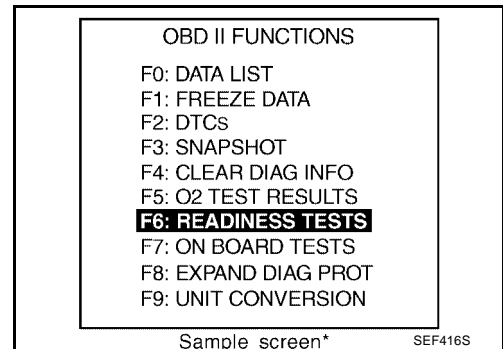 OBD II FUNCTIONS
F0: DATA LIST
F1: FREEZE DATA
F2: DTCs
F3: SNAPSHOT
F4: CLEAR DIAG INFO
F5: O2 TEST RESULTS
F6: READINESS TESTS
F7: ON BOARD TESTS
F8: EXPAND DIAG PROT
F9: UNIT CONVERSION
Sample screen*
SEF416S